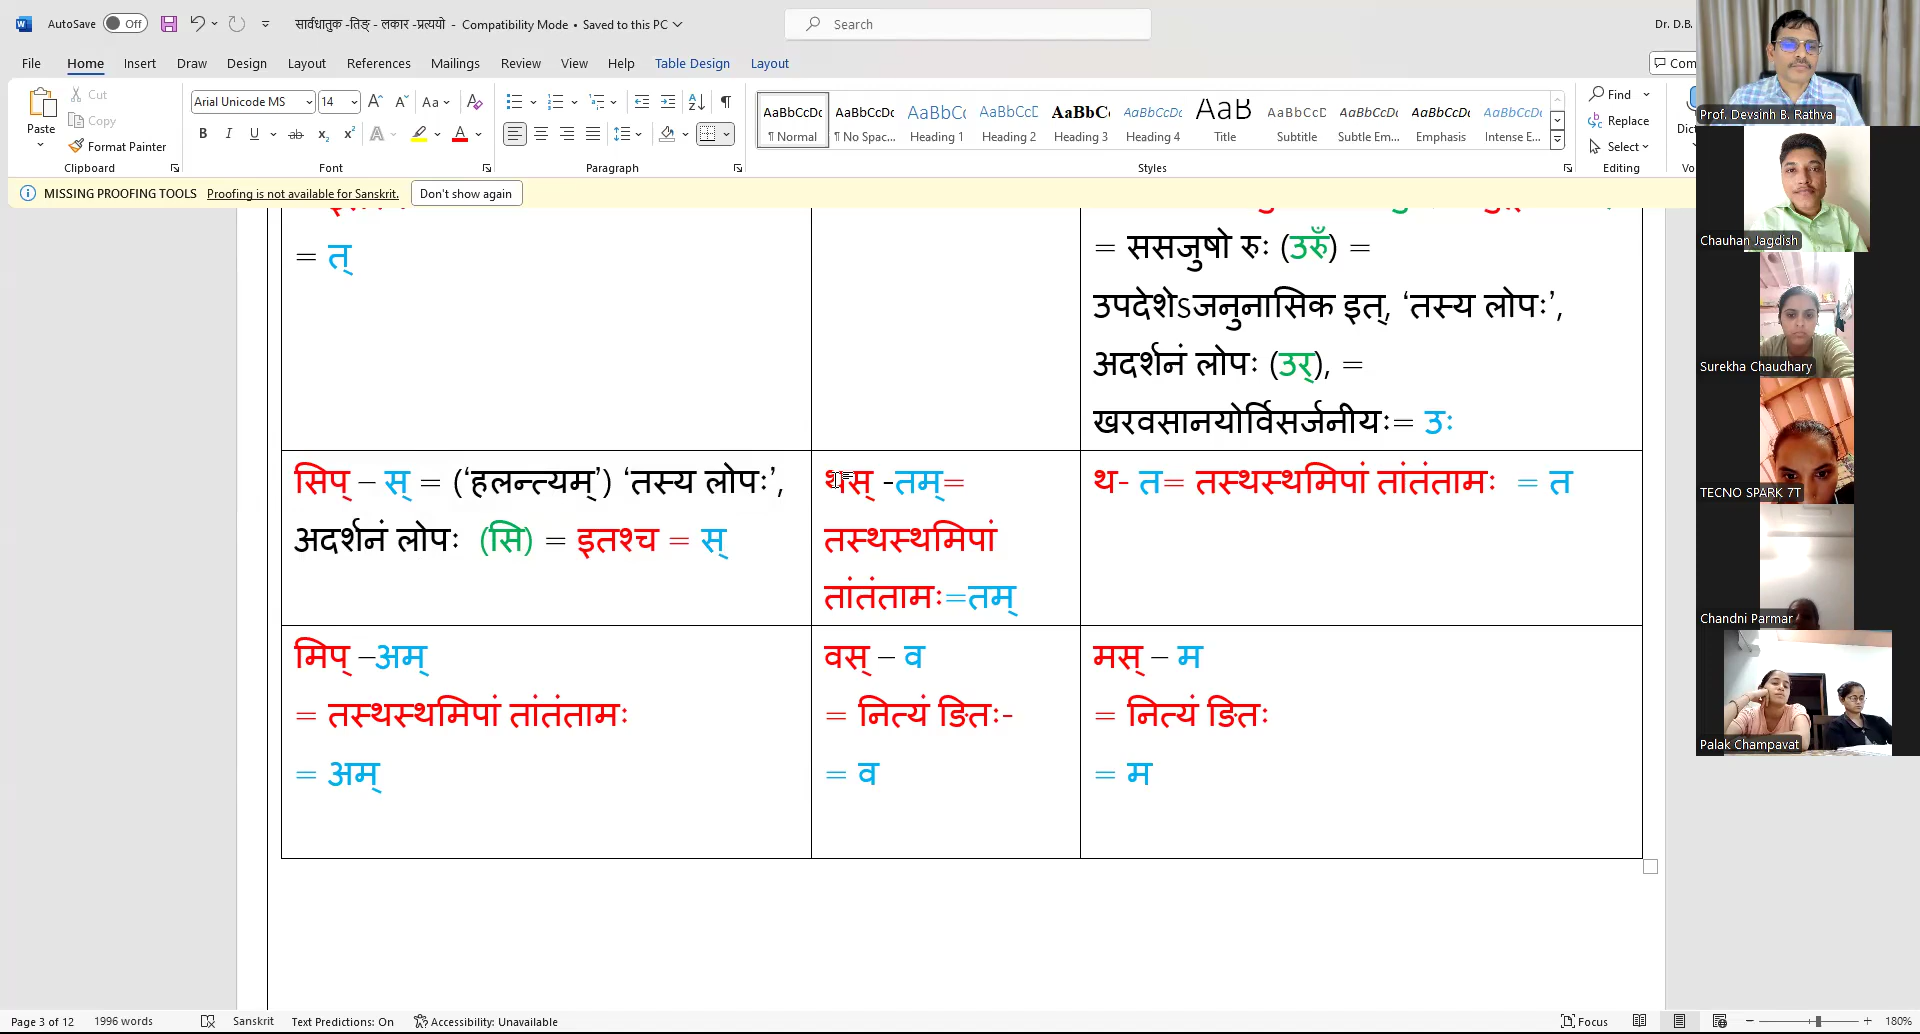 AutoSave Off सार्वधातुक -तिङ् - लकार -प्रत्ययो - Compatibility Mode • Saved to this PC Search Dr. D.B.
File Home Insert Draw Design Layout References Mailings Review View Help Table Design Layout Com
Paste Cut Copy Format Painter Clipboard
Arial Unicode MS 14 Font
Paragraph
AaBbCcDc AaBbCcDc AaBbCc AaBbCcD AaBbC AaBbCcDc AaB AaBbCcD AaBbCcDc AaBbCcDc AaBbCcDc
¶ Normal ¶ No Spac... Heading 1 Heading 2 Heading 3 Heading 4 Title Subtitle Subtle Em... Emphasis Intense E...
Styles
Find Replace Select Editing
Dict
Vo
MISSING PROOFING TOOLS Proofing is not available for Sanskrit. Don't show again
= त्
= ससजुषो रुः (उरुँ) =
उपदेशेऽजनुनासिक इत्, ‘तस्य लोपः’,
अदर्शनं लोपः (उर्), =
खरवसानयोर्विसर्जनीयः= उः
सिप् – स् = (‘हलन्त्यम्’) ‘तस्य लोपः’,
अदर्शनं लोपः (सि) = इतश्च = स्
थस् -तम्=
तस्थस्थमिपां
तांतंतामः=तम्
थ- त= तस्थस्थमिपां तांतंतामः = त
मिप् –अम्
= तस्थस्थमिपां तांतंतामः
= अम्
वस् – व
= नित्यं ङितः-
= व
मस् – म
= नित्यं ङितः
= म
Prof. Devsinh B. Rathva
Chauhan Jagdish
Surekha Chaudhary
TECNO SPARK 7T
Chandni Parmar
Palak Champavat
Page 3 of 12 1996 words Sanskrit Text Predictions: On Accessibility: Unavailable Focus 180%